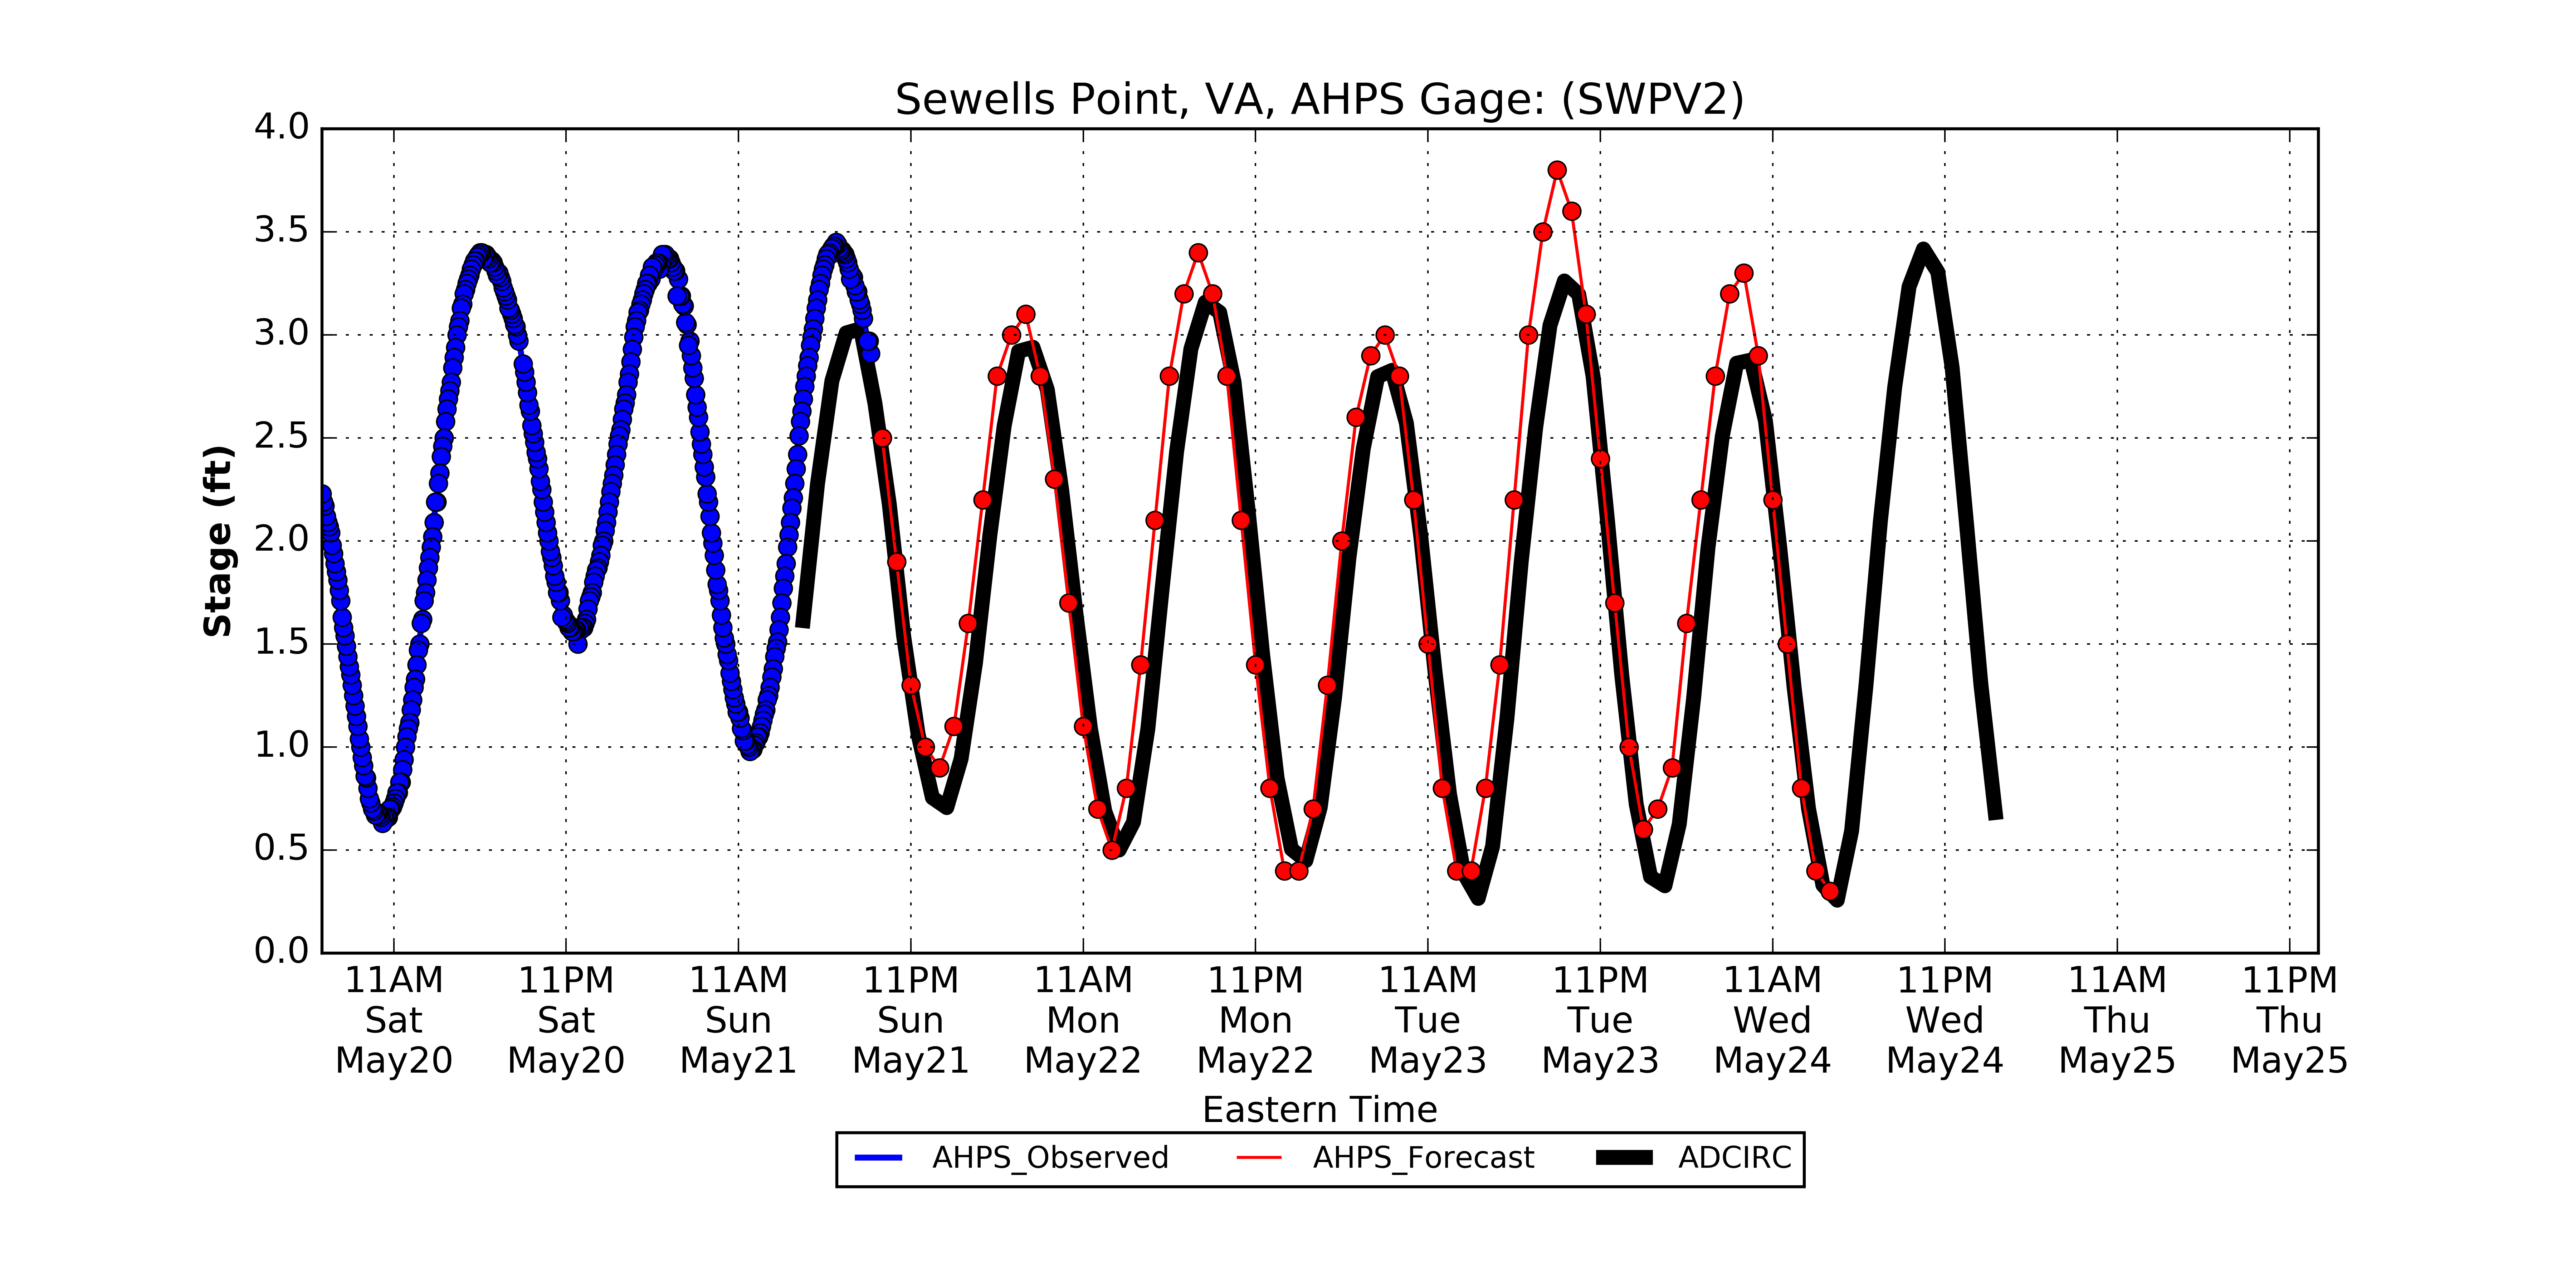 Sewells Point, VA, AHPS Gage: (SWPV2)
4.0
3.5
3.0
2.5
2.0
1.5
1.0
0.5
0.0
Stage (ft)
11AM 11PM 11AM 11PM 11AM 11PM 11AM 11PM 11AM 11PM 11AM 11PM
Sat Sat Sun Sun Mon Mon Tue Tue Wed Wed Thu Thu
May20 May20 May21 May21 May22 May22 May23 May23 May24 May24 May25 May25
Eastern Time
AHPS_Observed AHPS_Forecast ADCIRC